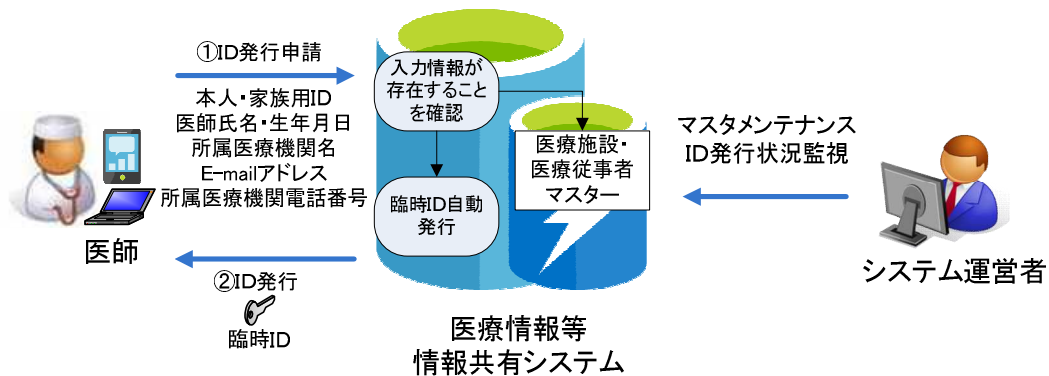 ①ID発行申請
本人・家族用ID
医師氏名・生年月日
所属医療機関名
E-mailアドレス
所属医療機関電話番号
医師
②ID発行
臨時ID
入力情報が
存在すること
を確認
臨時ID自動
発行
医療施設・
医療従事者
マスター
医療情報等
情報共有システム
マスタメンテナンス
ID発行状況監視
システム運営者